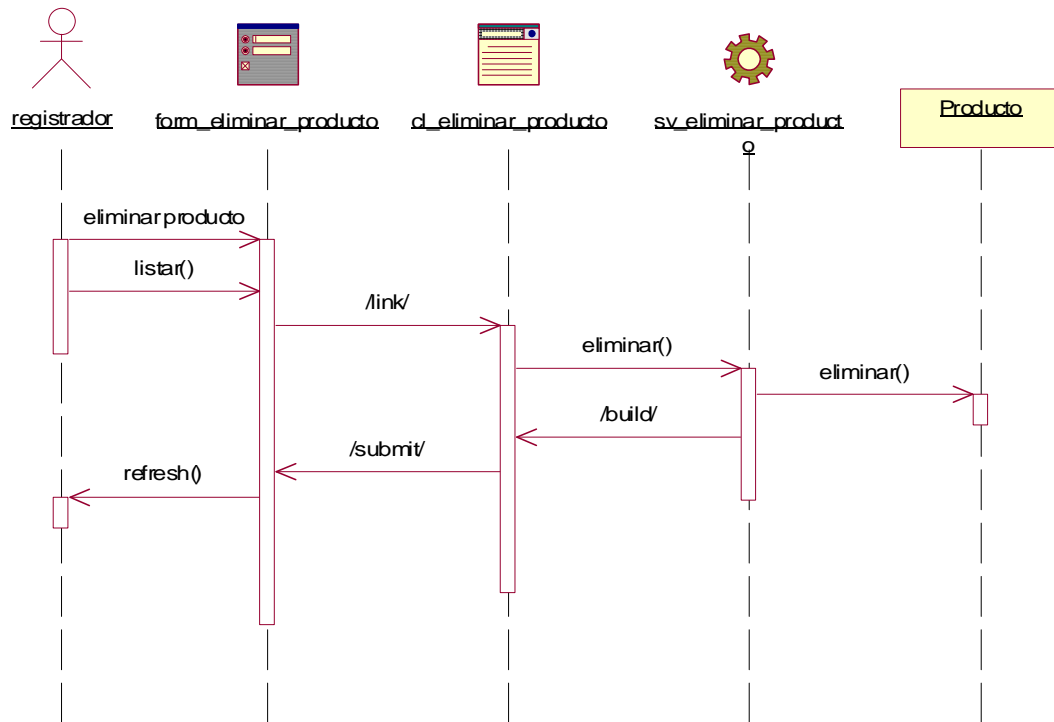 registrador
form_eliminar_producto
cl_eliminar_producto
sv_eliminar_product
o
Producto
eliminar producto
listar()
/link/
eliminar()
eliminar()
/build/
/submit/
refresh()